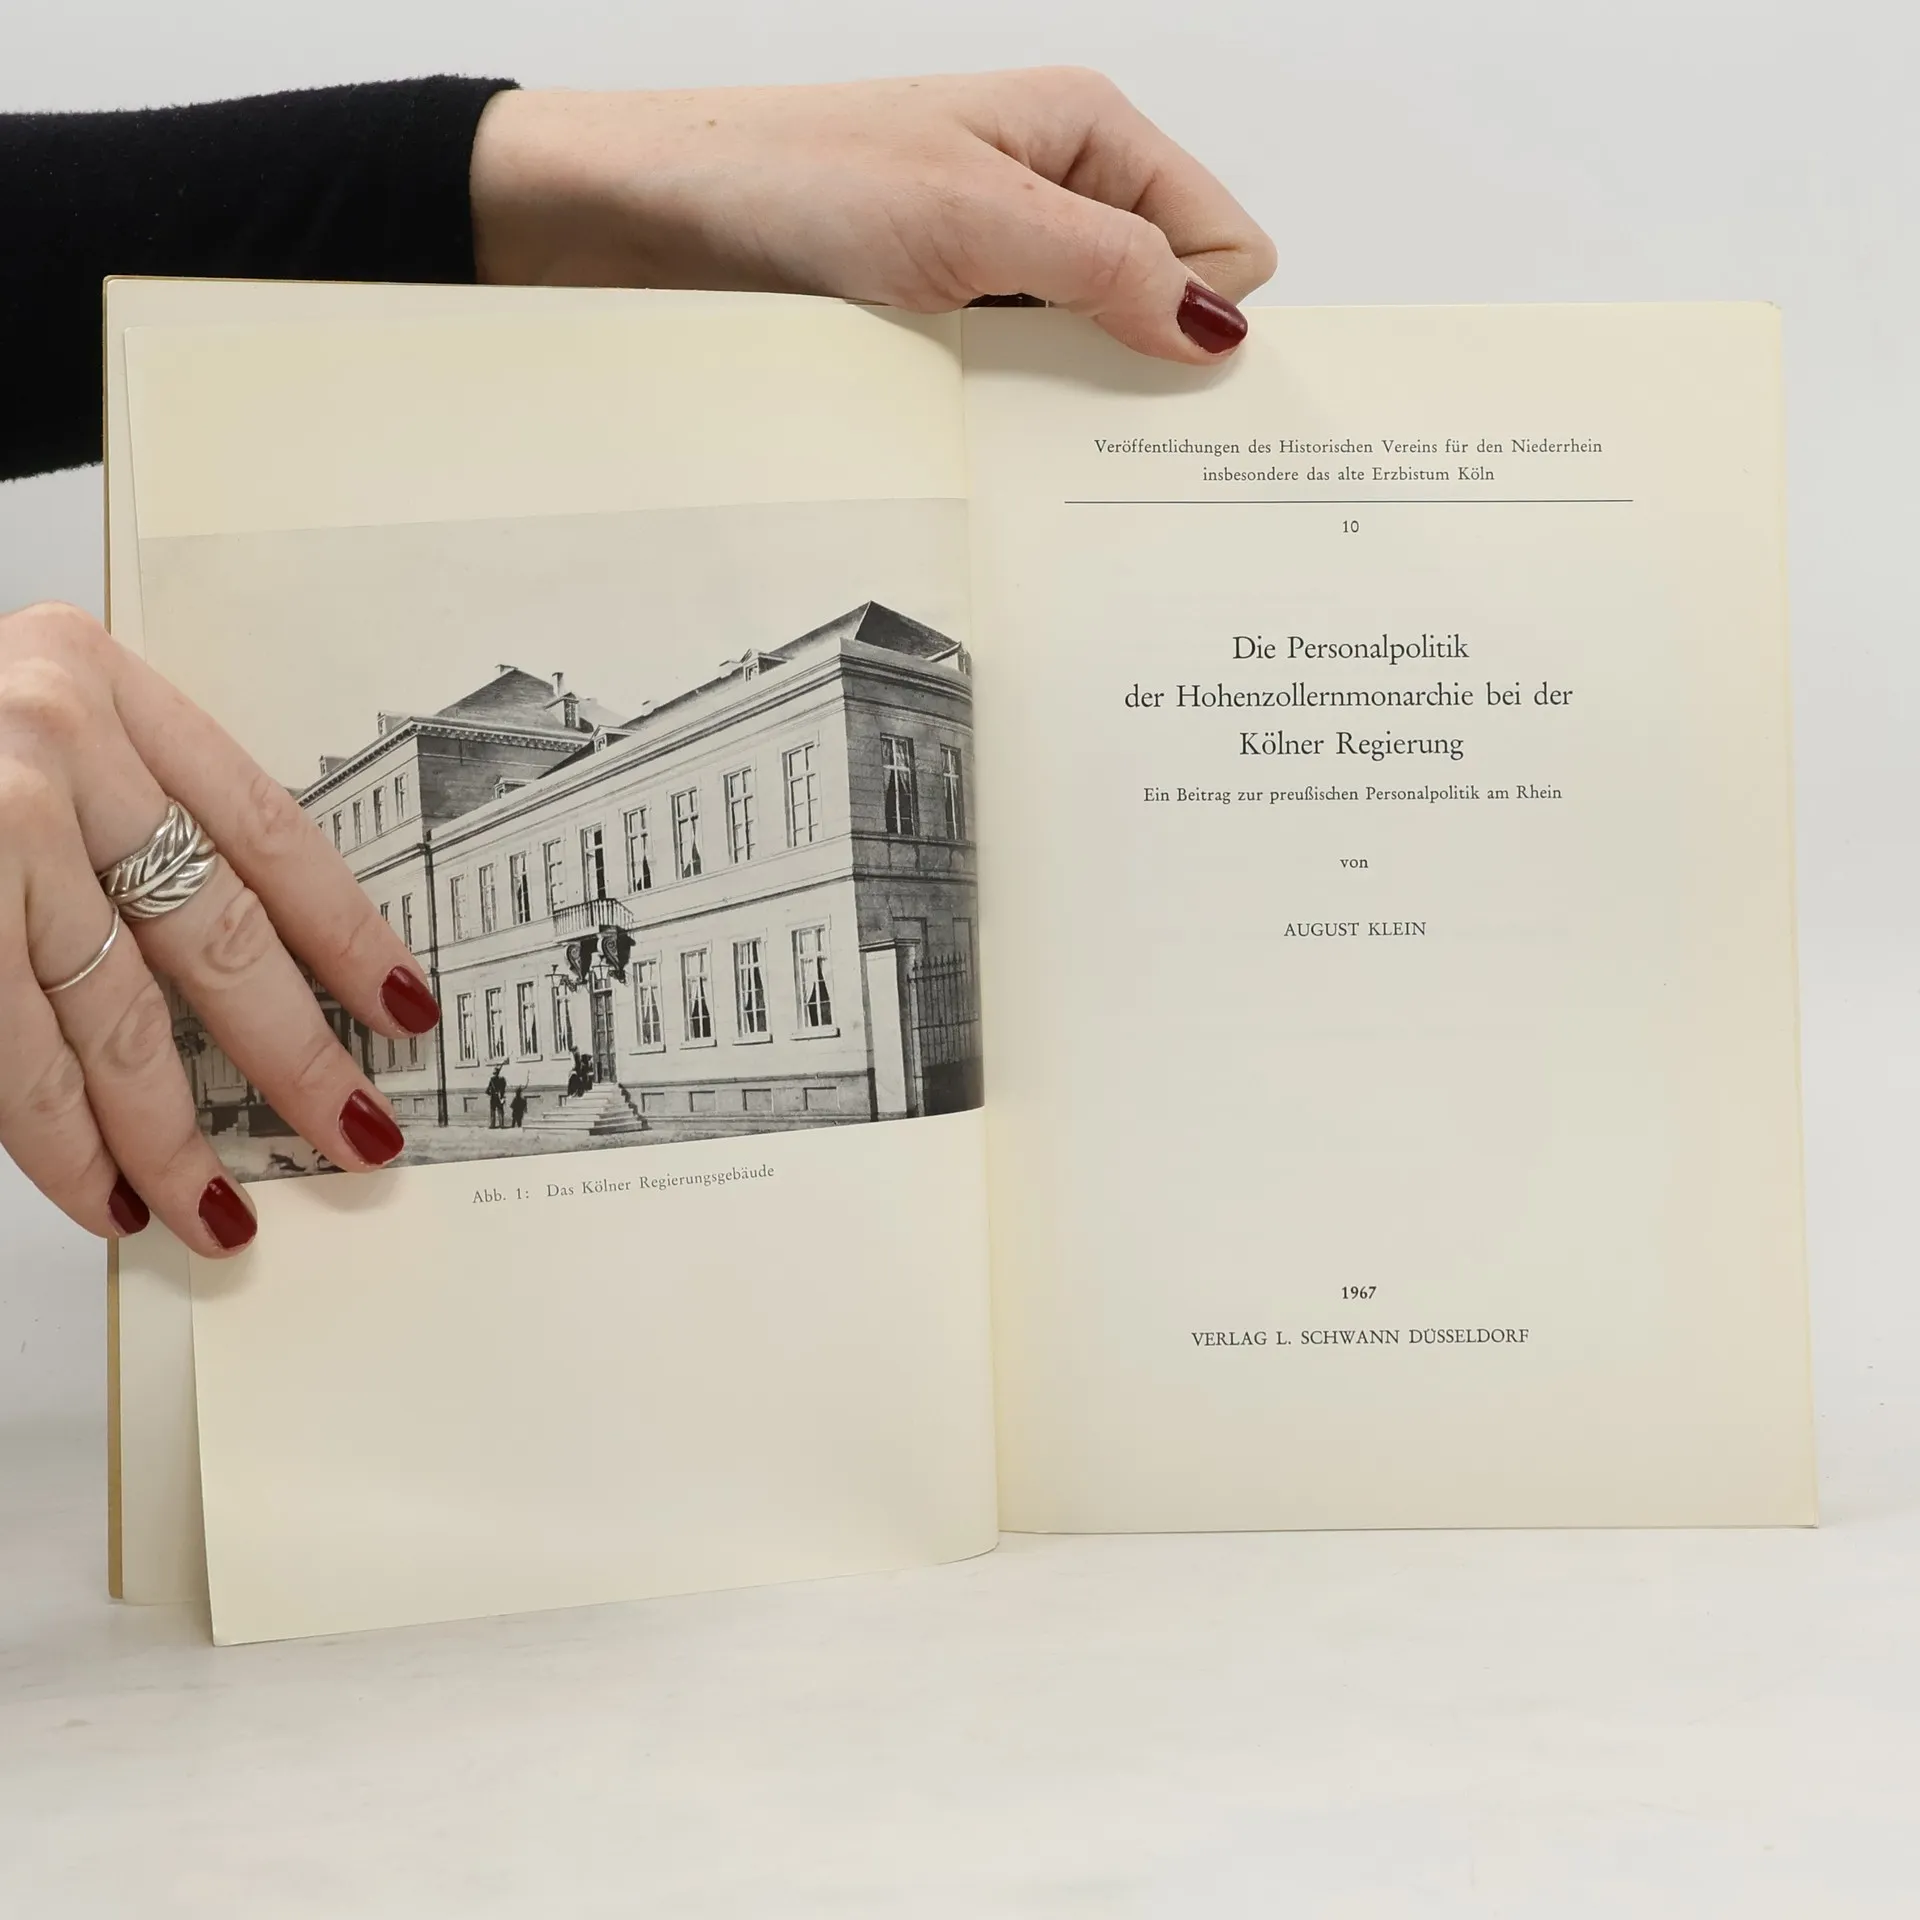 Abb. 1: Das Kölner Regierungsgebäude
Veröffentlichungen des Historischen Vereins für den Niederrhein
insbesondere das alte Erzbistum Köln
10
Die Personalpolitik
der Hohenzollernmonarchie bei der
Kölner Regierung
Ein Beitrag zur preußischen Personalpolitik am Rhein
von
AUGUST KLEIN
1967
VERLAG L. SCHWANN DÜSSELDORF